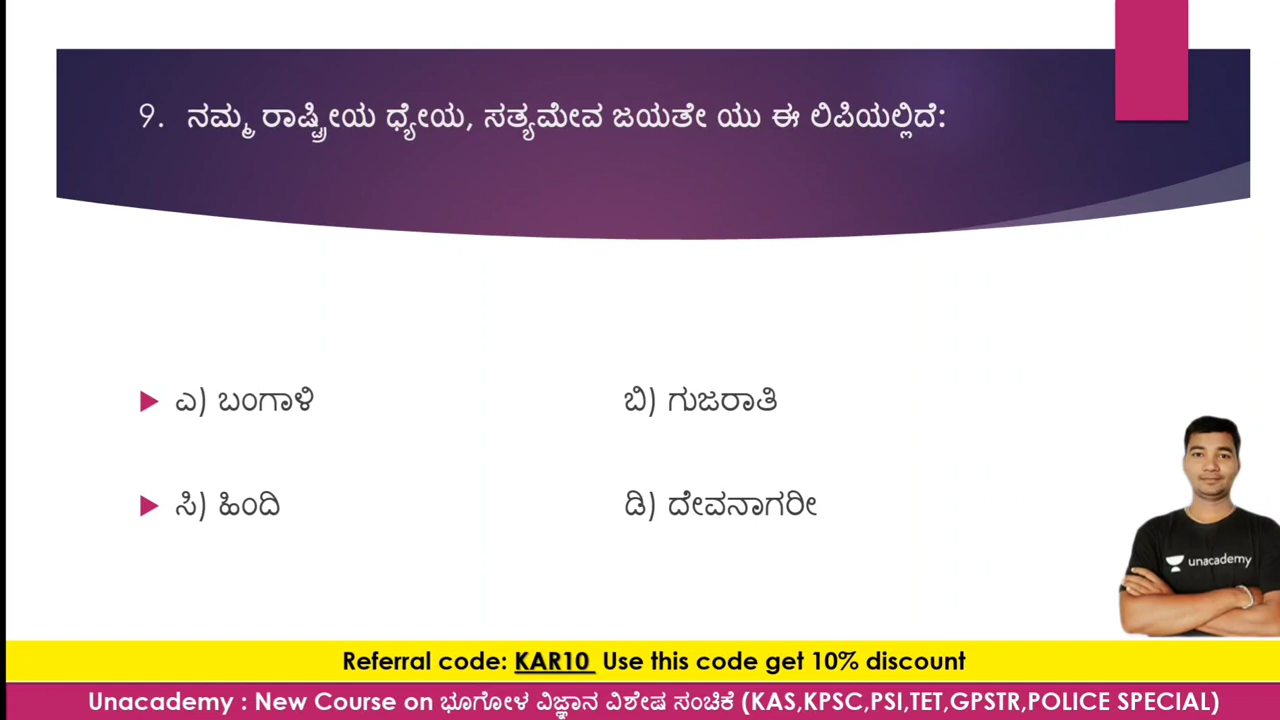 9. ನಮ್ಮ ರಾಷ್ಟ್ರೀಯ ಧ್ಯೇಯ, ಸತ್ಯಮೇವ ಜಯತೇ ಯು ಈ ಲಿಪಿಯಲ್ಲಿದೆ:
ಎ) ಬಂಗಾಳಿ ಬಿ) ಗುಜರಾತಿ
ಸಿ) ಹಿಂದಿ ಡಿ) ದೇವನಾಗರೀ
unacademy
Referral code: KAR10 Use this code get 10% discount
Unacademy : New Course on ಭೂಗೋಳ ವಿಜ್ಞಾನ ವಿಶೇಷ ಸಂಚಿಕೆ (KAS,KPSC,PSI,TET,GPSTR,POLICE SPECIAL)